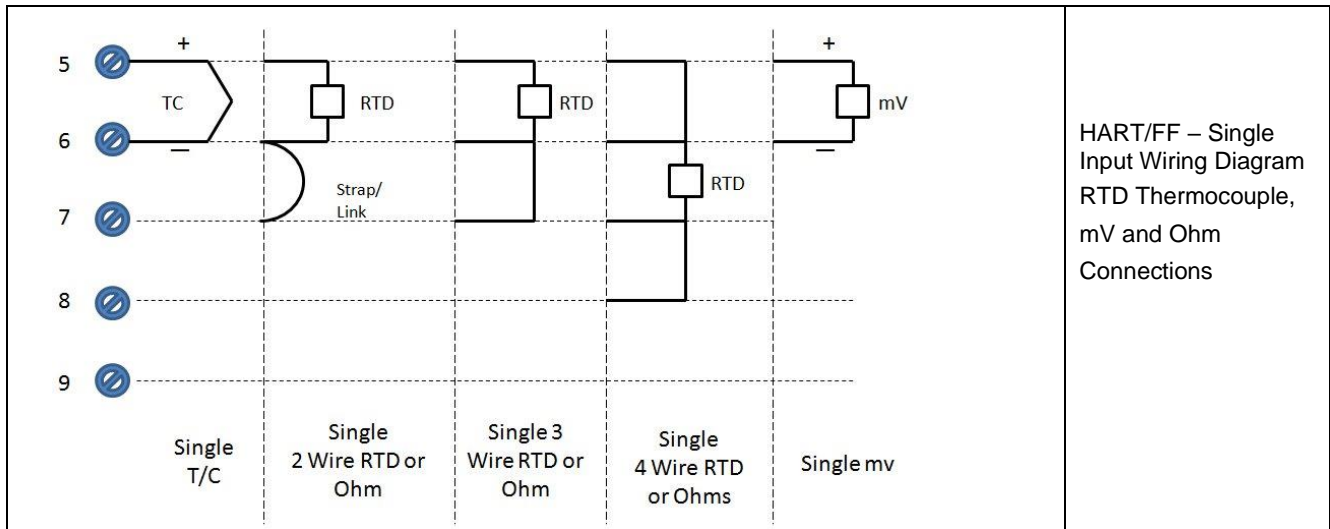 5
+
TC
6
—
7
8
9
RTD
Strap/
Link
RTD
RTD
+
mV
—
Single
T/C
Single
2 Wire RTD or
Ohm
Single 3
Wire RTD or
Ohm
Single
4 Wire RTD
or Ohms
Single mv
HART/FF – Single
Input Wiring Diagram
RTD Thermocouple,
mV and Ohm
Connections